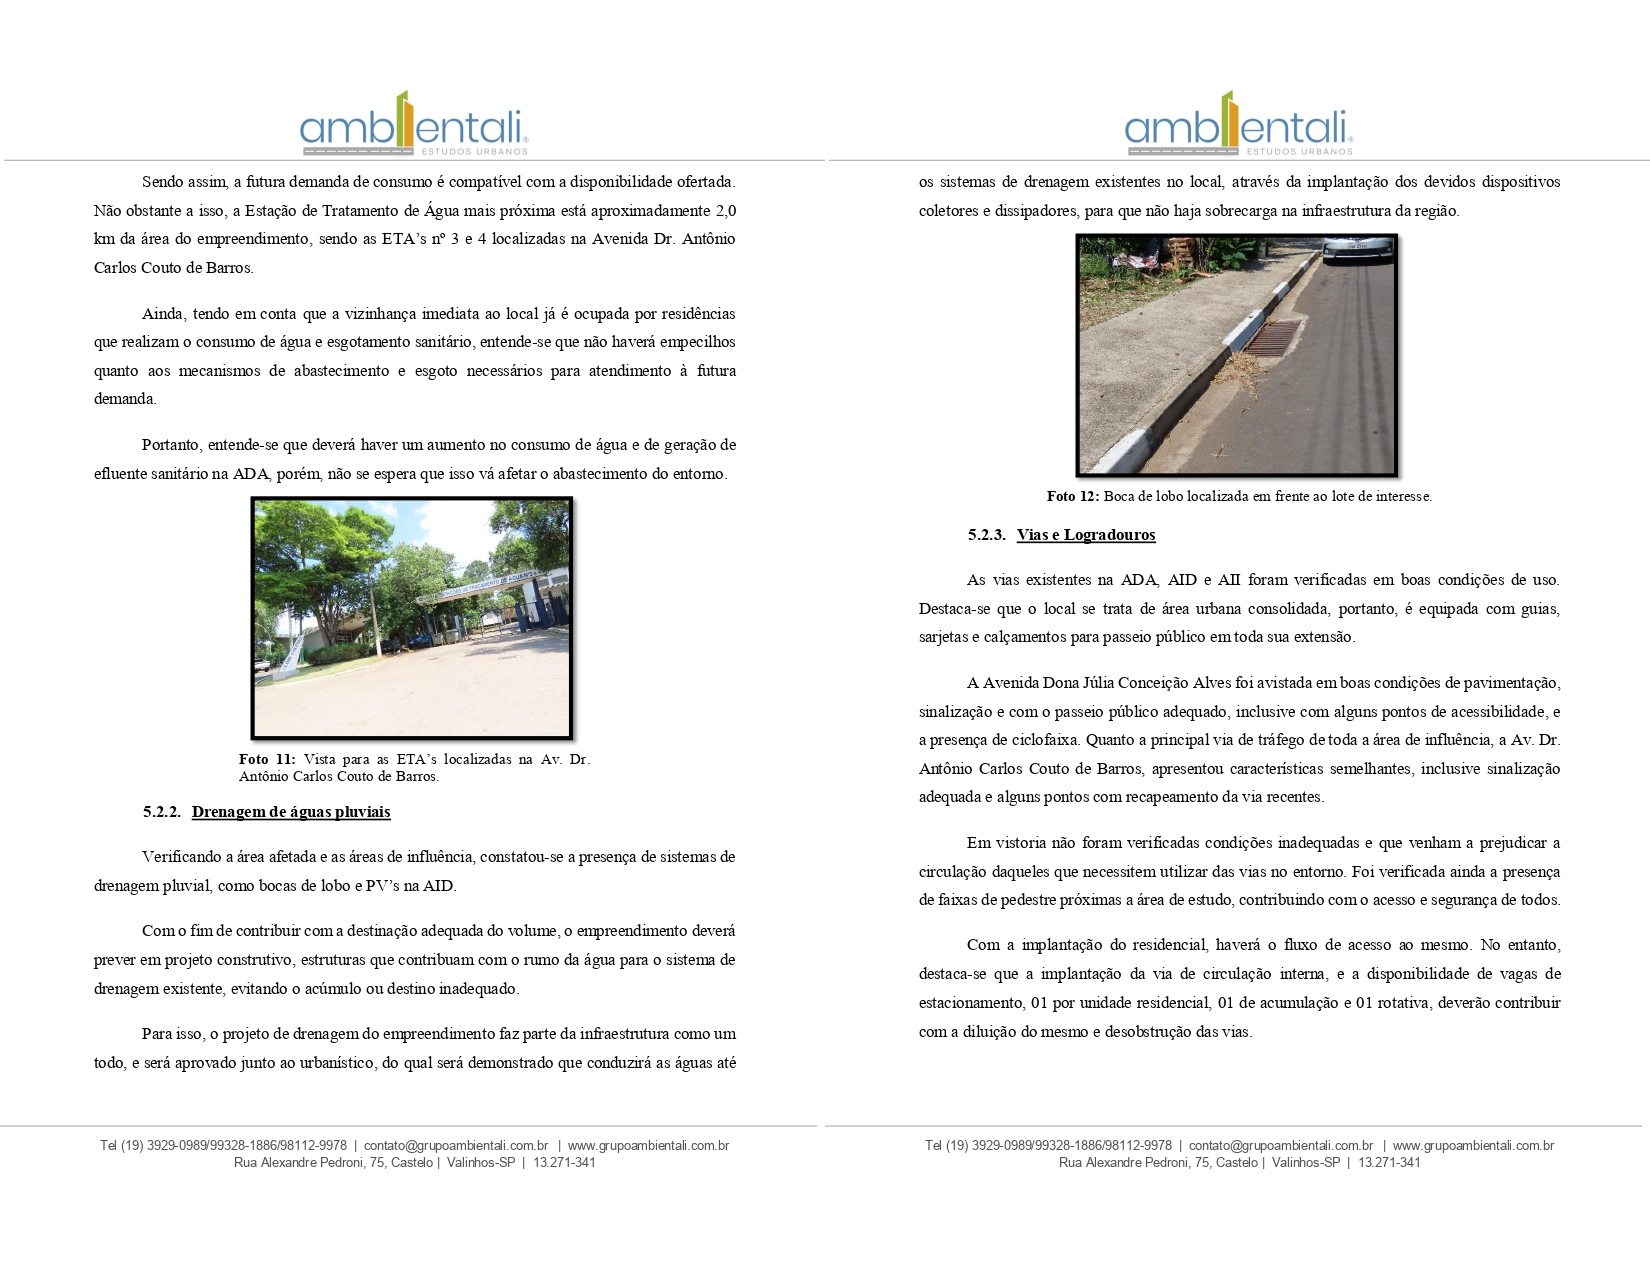 ambientali®
ESTUDOS URBANOS
Sendo assim, a futura demanda de consumo é compatível com a disponibilidade ofertada.
Não obstante a isso, a Estação de Tratamento de Água mais próxima está aproximadamente 2,0
km da área do empreendimento, sendo as ETA’s nº 3 e 4 localizadas na Avenida Dr. Antônio
Carlos Couto de Barros.
Ainda, tendo em conta que a vizinhança imediata ao local já é ocupada por residências
que realizam o consumo de água e esgotamento sanitário, entende-se que não haverá empecilhos
quanto aos mecanismos de abastecimento e esgoto necessários para atendimento à futura
demanda.
Portanto, entende-se que deverá haver um aumento no consumo de água e de geração de
efluente sanitário na ADA, porém, não se espera que isso vá afetar o abastecimento do entorno.
Foto 11: Vista para as ETA’s localizadas na Av. Dr.
Antônio Carlos Couto de Barros.
5.2.2. Drenagem de águas pluviais
Verificando a área afetada e as áreas de influência, constatou-se a presença de sistemas de
drenagem pluvial, como bocas de lobo e PV’s na AID.
Com o fim de contribuir com a destinação adequada do volume, o empreendimento deverá
prever em projeto construtivo, estruturas que contribuam com o rumo da água para o sistema de
drenagem existente, evitando o acúmulo ou destino inadequado.
Para isso, o projeto de drenagem do empreendimento faz parte da infraestrutura como um
todo, e será aprovado junto ao urbanístico, do qual será demonstrado que conduzirá as águas até
Tel (19) 3929-0989/99328-1886/98112-9978 | contato@grupoambientali.com.br | www.grupoambientali.com.br
Rua Alexandre Pedroni, 75, Castelo | Valinhos-SP | 13.271-341
ambientali®
ESTUDOS URBANOS
os sistemas de drenagem existentes no local, através da implantação dos devidos dispositivos
coletores e dissipadores, para que não haja sobrecarga na infraestrutura da região.
Foto 12: Boca de lobo localizada em frente ao lote de interesse.
5.2.3. Vias e Logradouros
As vias existentes na ADA, AID e AII foram verificadas em boas condições de uso.
Destaca-se que o local se trata de área urbana consolidada, portanto, é equipada com guias,
sarjetas e calçamentos para passeio público em toda sua extensão.
A Avenida Dona Júlia Conceição Alves foi avistada em boas condições de pavimentação,
sinalização e com o passeio público adequado, inclusive com alguns pontos de acessibilidade, e
a presença de ciclofaixa. Quanto a principal via de tráfego de toda a área de influência, a Av. Dr.
Antônio Carlos Couto de Barros, apresentou características semelhantes, inclusive sinalização
adequada e alguns pontos com recapeamento da via recentes.
Em vistoria não foram verificadas condições inadequadas e que venham a prejudicar a
circulação daqueles que necessitem utilizar das vias no entorno. Foi verificada ainda a presença
de faixas de pedestre próximas a área de estudo, contribuindo com o acesso e segurança de todos.
Com a implantação do residencial, haverá o fluxo de acesso ao mesmo. No entanto,
destaca-se que a implantação da via de circulação interna, e a disponibilidade de vagas de
estacionamento, 01 por unidade residencial, 01 de acumulação e 01 rotativa, deverão contribuir
com a diluição do mesmo e desobstrução das vias.
Tel (19) 3929-0989/99328-1886/98112-9978 | contato@grupoambientali.com.br | www.grupoambientali.com.br
Rua Alexandre Pedroni, 75, Castelo | Valinhos-SP | 13.271-341